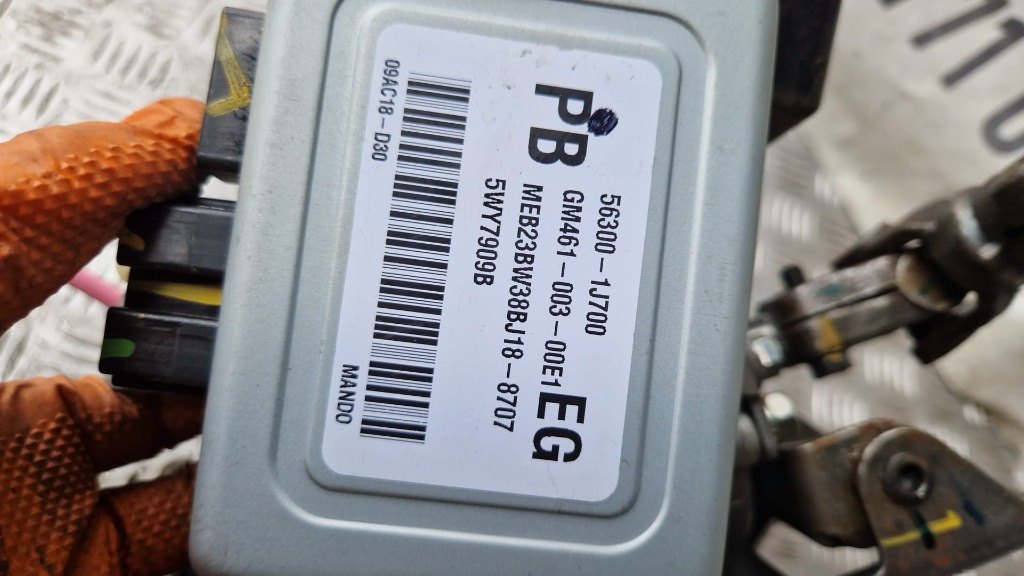 PB
EG
56300-1J700
GM461-003-00E1
MEB23BW38BJ18-8707
5WY7909B
09AC18-D30
MANDO